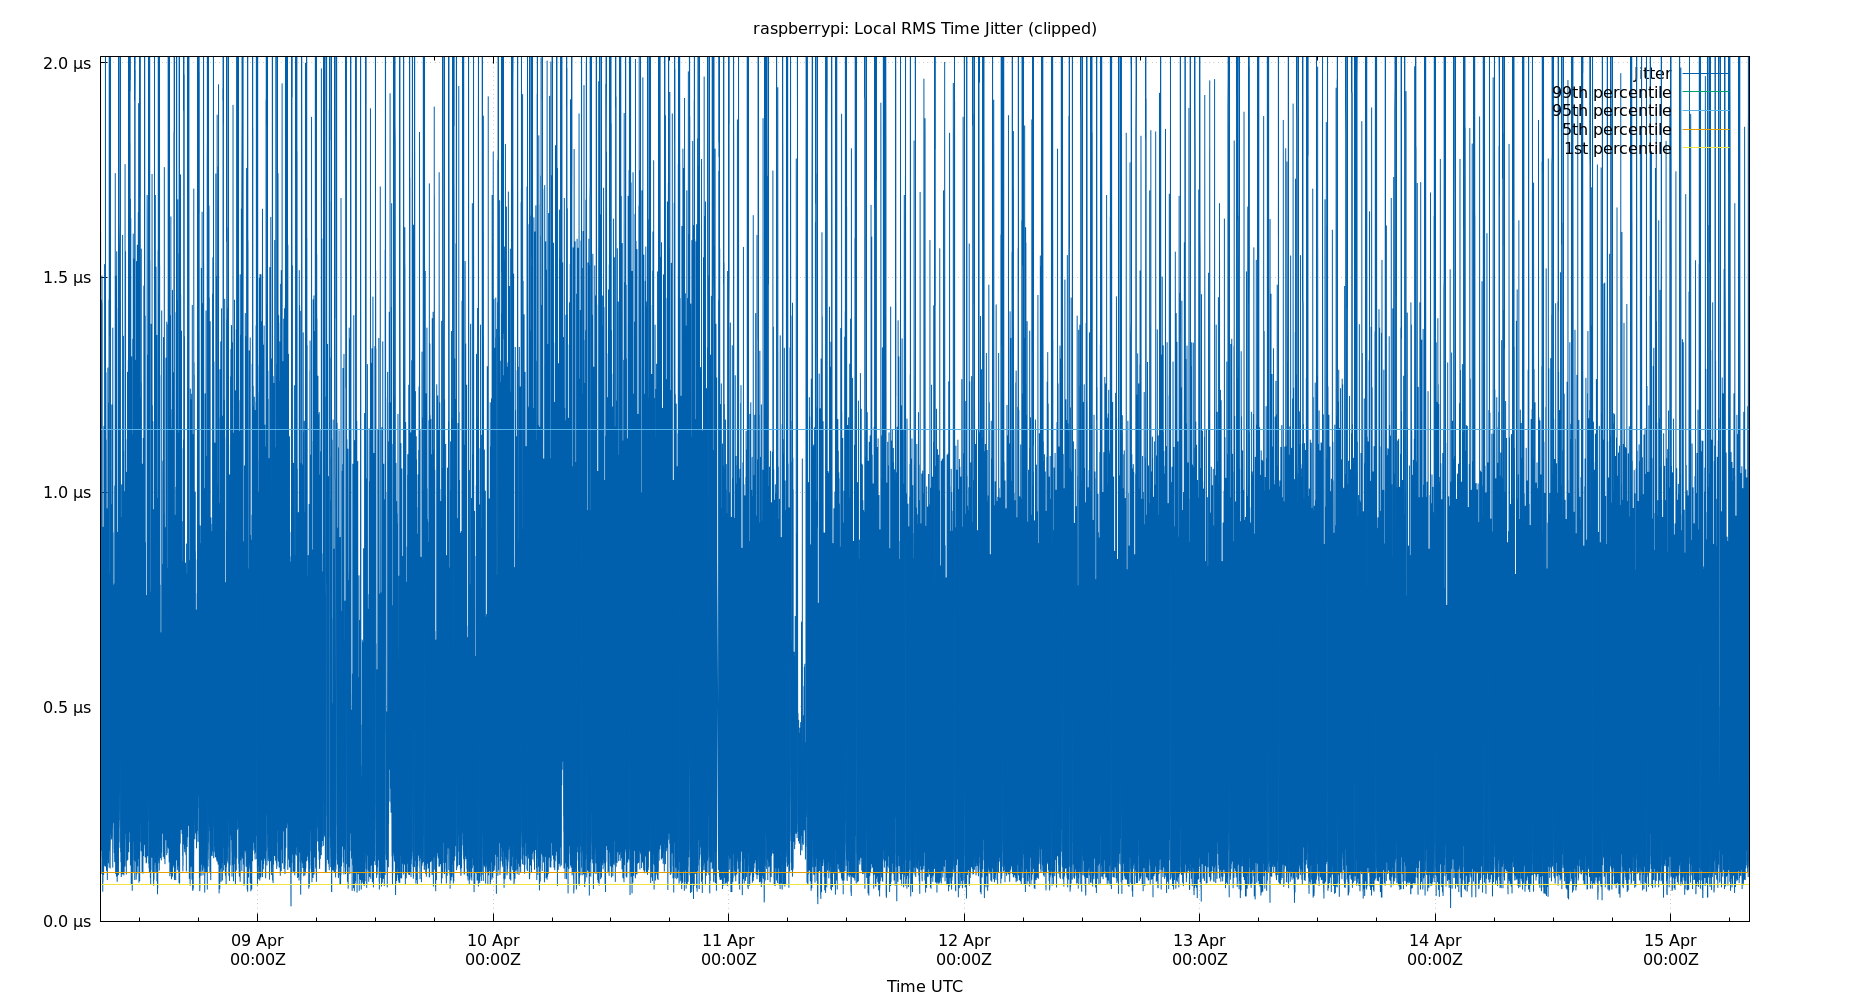 raspberrypi: Local RMS Time Jitter (clipped)
2.0 µs
1.5 µs
1.0 µs
0.5 µs
0.0 µs
jitter
99th percentile
95th percentile
5th percentile
1st percentile
09 Apr
00:00Z
10 Apr
00:00Z
11 Apr
00:00Z
12 Apr
00:00Z
13 Apr
00:00Z
14 Apr
00:00Z
15 Apr
00:00Z
Time UTC